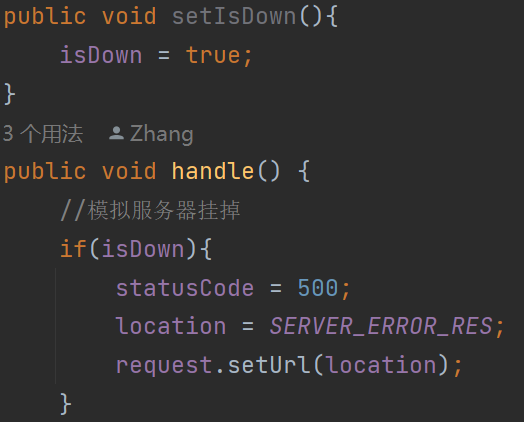 public void setIsDown(){
    isDown = true;
}
3 个用法 Zhang
public void handle() {
    //模拟服务器挂掉
    if(isDown){
        statusCode = 500;
        location = SERVER_ERROR_RES;
        request.setUrl(location);
    }